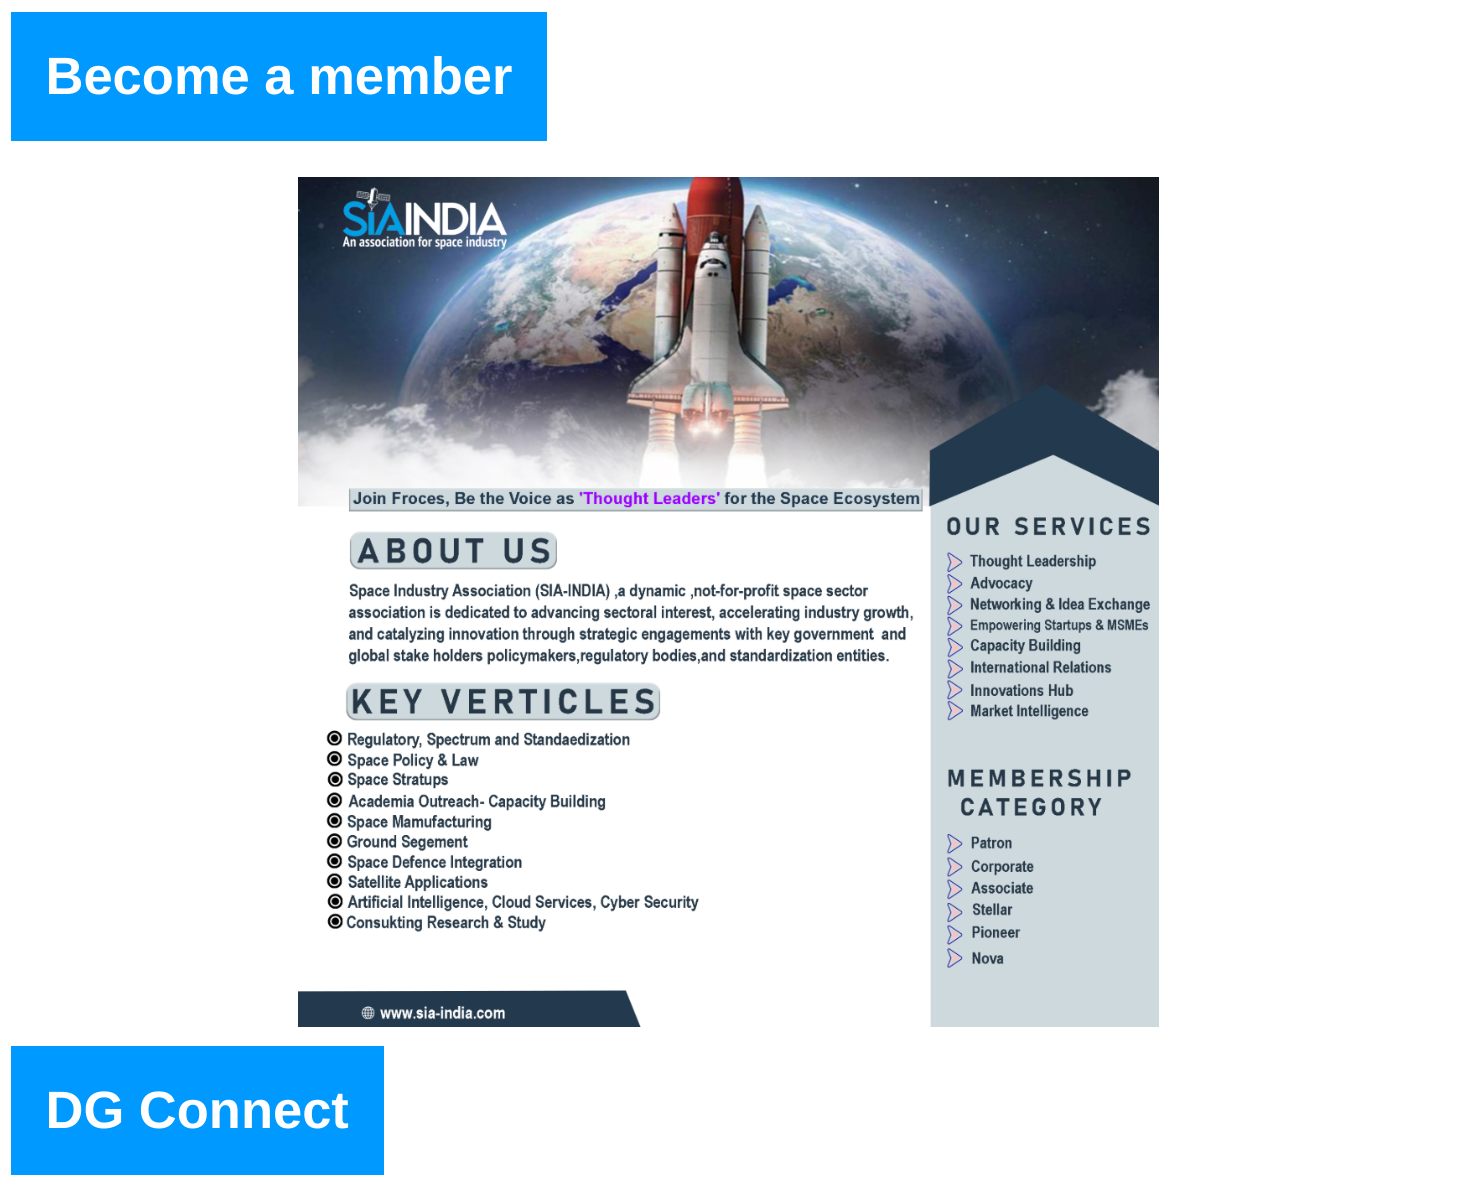 Become a member
SiAINDIA
An association for space industry
Join Froces, Be the Voice as 'Thought Leaders' for the Space Ecosystem
ABOUT US
Space Industry Association (SIA-INDIA) ,a dynamic ,not-for-profit space sector
association is dedicated to advancing sectoral interest, accelerating industry growth,
and catalyzing innovation through strategic engagements with key government and
global stake holders policymakers,regulatory bodies,and standardization entities.
KEY VERTICLES
Regulatory, Spectrum and Standaedization
Space Policy & Law
Space Stratups
Academia Outreach- Capacity Building
Space Mamufacturing
Ground Segement
Space Defence Integration
Satellite Applications
Artificial Intelligence, Cloud Services, Cyber Security
Consukting Research & Study
www.sia-india.com
OUR SERVICES
Thought Leadership
Advocacy
Networking & Idea Exchange
Empowering Startups & MSMEs
Capacity Building
International Relations
Innovations Hub
Market Intelligence
MEMBERSHIP
CATEGORY
Patron
Corporate
Associate
Stellar
Pioneer
Nova
DG Connect